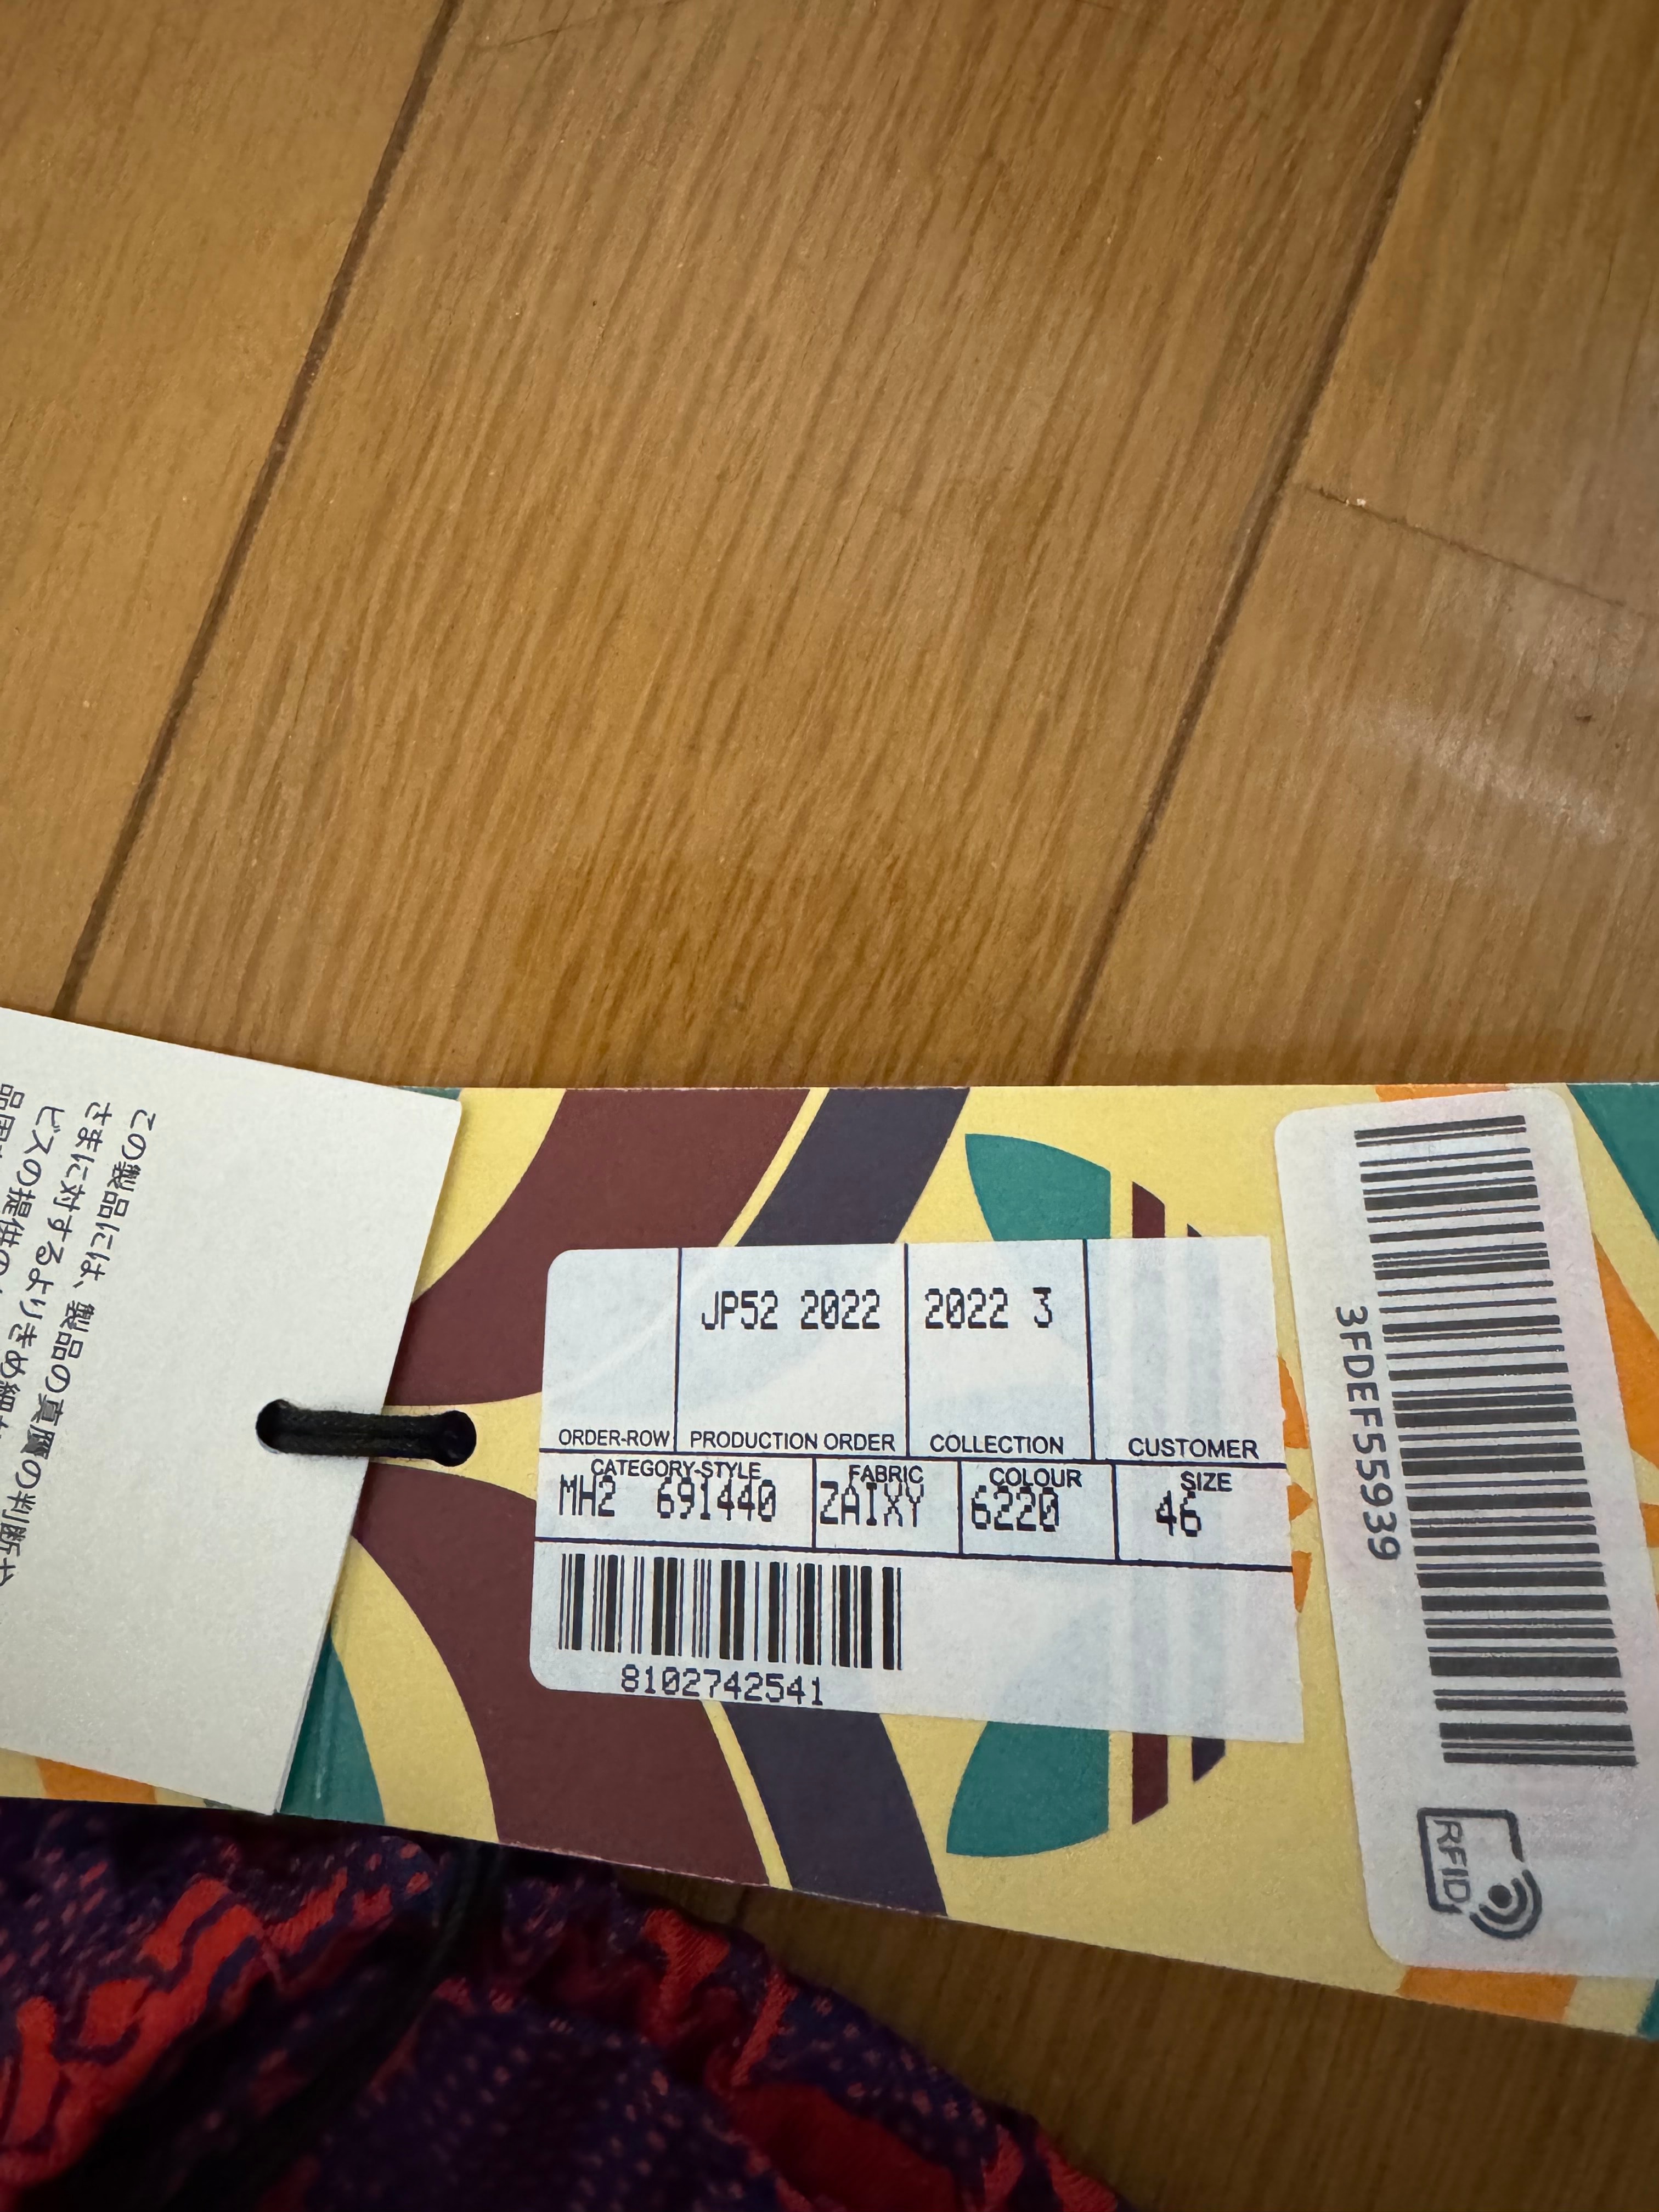 この製品には、製品の真贋の判断や
さまに対するよりきめ細か
ビスの提供の
JP52 2022
2022 3
ORDER-ROW
PRODUCTION ORDER
COLLECTION
CUSTOMER
CATEGORY-STYLE
FABRIC
COLOUR
SIZE
MH2 691440
ZAIXY
6220
46
8102742541
3FDEF55939
RFID